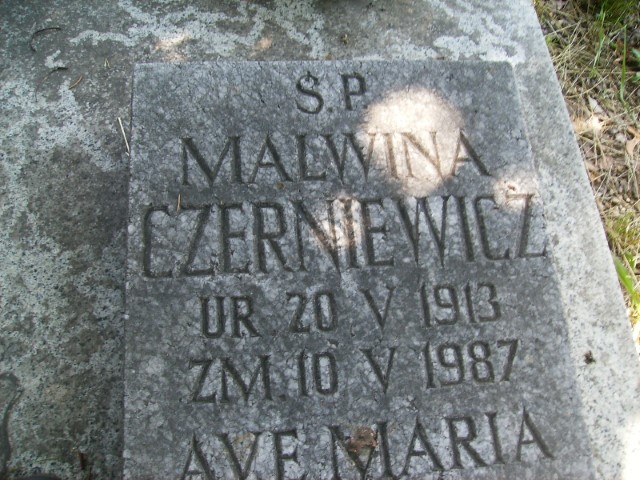 Ś.P.
MALWINA
CZERNIEWICZ
UR 20 V 1913
ZM. 10 V 1987
AVE MARIA